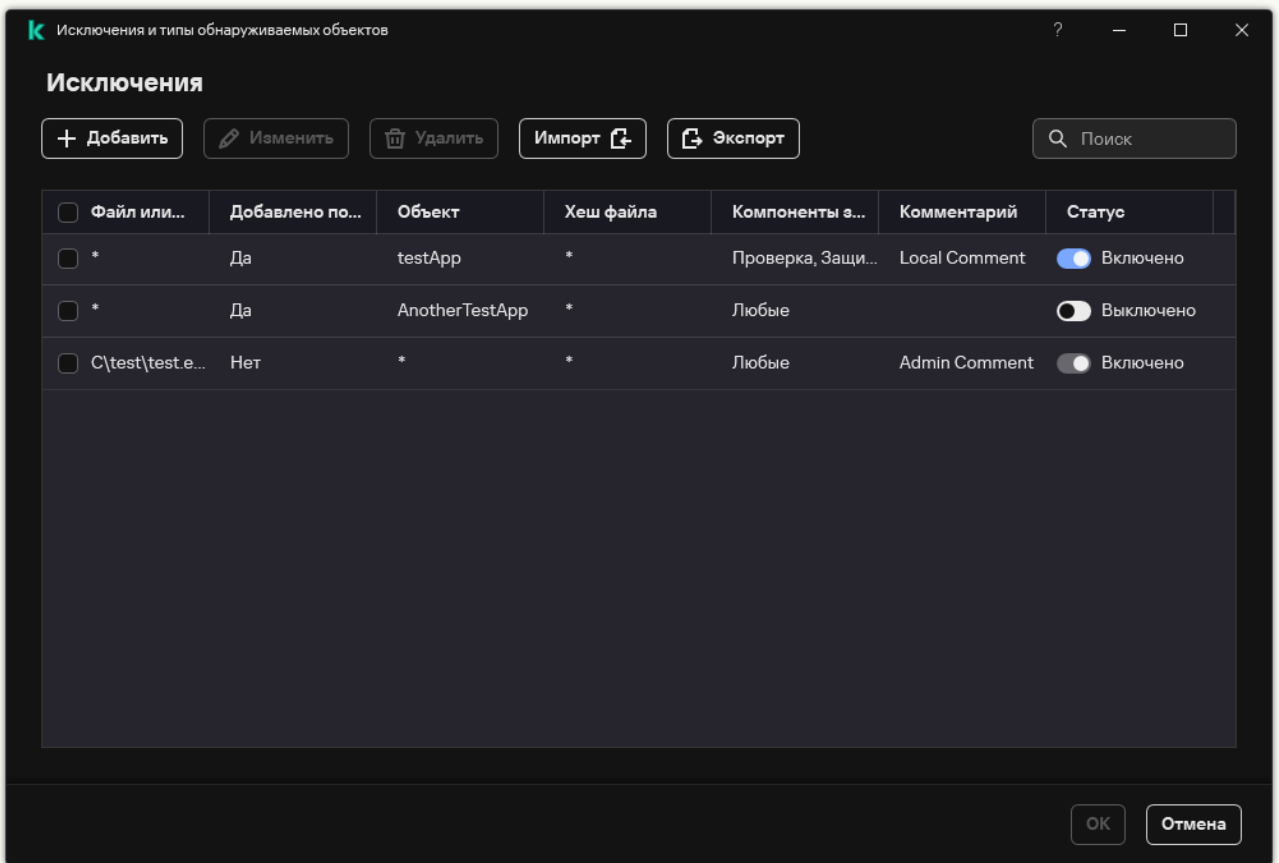 Исключения и типы обнаруживаемых объектов ?
Исключения
Добавить Изменить Удалить Импорт Экспорт Поиск
Файл или... Добавлено по... Объект Хеш файла Компоненты з... Комментарий Статус
* Да testApp * Проверка, Защи... Local Comment Включено
* Да AnotherTestApp * Любые Выключено
C\test\test.e... Нет * * Любые Admin Comment Включено
ОК Отмена